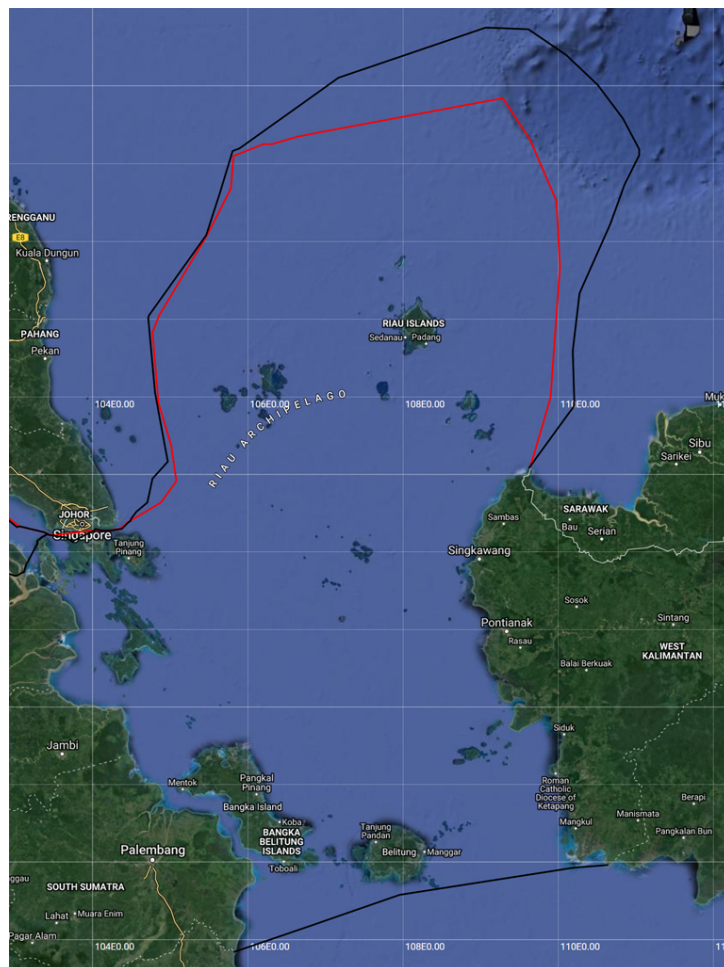 RENGGANU
E8
Kuala Dungun
PAHANG
Pekan
RIAU ISLANDS
Sedanau
Padang
104E0.00
106E0.00
108E0.00
110E0.00
Muk
RIAU ARCHIPELAGO
Sibu
Sarikei
JOHOR
Singapore
Tanjung
Pinang
Sambas
SARAWAK
Bau
Serian
Singkawang
Sosok
Sintang
Pontianak
Rasau
WEST
KALIMANTAN
Balai Berkuak
Siduk
Jambi
Mentok
Pangkal
Pinang
Bangka Island
Roman
Catholic
Diocese of
Ketapang
Berapi
Koba
BANGKA
BELITUNG
ISLANDS
Toboali
Tanjung
Pandan
Belitung
Manggar
Mangkul
Manismata
Pangkalan Bun
Palembang
nggau
SOUTH SUMATRA
Lahat
Muara Enim
Pagar Alam
104E0.00
106E0.00
108E0.00
110E0.00
11